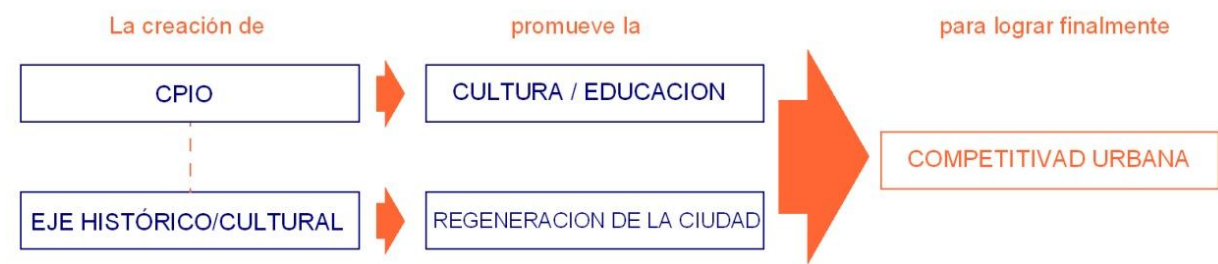 La creación de
promueve la
para lograr finalmente
CPIO
CULTURA / EDUCACION
COMPETITIVAD URBANA
EJE HISTÓRICO/CULTURAL
REGENERACION DE LA CIUDAD